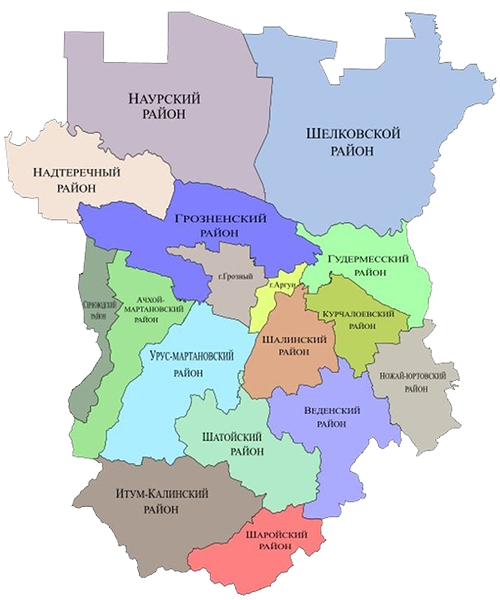 НАУРСКИЙ
РАЙОН
ШЕЛКОВСКОЙ
РАЙОН
НАДТЕРЕЧНЫЙ
РАЙОН
ГРОЗНЕНСКИЙ
РАЙОН
ГУДЕРМЕССКИЙ
РАЙОН
г.Грозный
г.Аргун
РАЙОН
АЧХОЙ-
МАРТАНОВСКИЙ
РАЙОН
КУРЧАЛОЕВСКИЙ
РАЙОН
ШАЛИНСКИЙ
РАЙОН
УРУС-МАРТАНОВСКИЙ
РАЙОН
НОЖАЙ-ЮРТОВСКИЙ
РАЙОН
ВЕДЕНСКИЙ
РАЙОН
ШАТОЙСКИЙ
РАЙОН
ИТУМ-КАЛИНСКИЙ
РАЙОН
ШАРОЙСКИЙ
РАЙОН